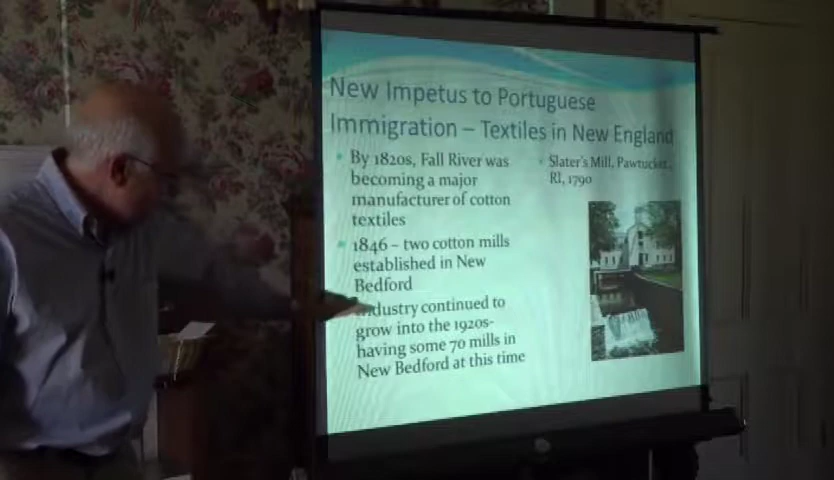 New Impetus to Portuguese
Immigration – Textiles in New England
By 1820s, Fall River was
becoming a major
manufacturer of cotton
textiles
1846 – two cotton mills
established in New
Bedford
Industry continued to
grow into the 1920s-
having some 70 mills in
New Bedford at this time
Slater's Mill, Pawtucket,
RI, 1790